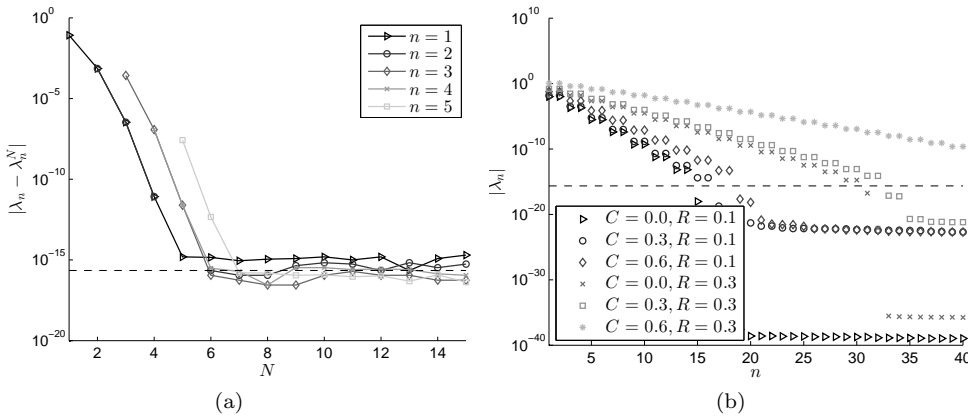 10^0
10^−5
10^−10
10^−15
10^−20
|λ_n − λ_n^N|
2 4 6 8 10 12 14
N
n = 1
n = 2
n = 3
n = 4
n = 5
(a)
10^10
10^0
10^−10
10^−20
10^−30
10^−40
|λ_n|
5 10 15 20 25 30 35 40
n
C = 0.0, R = 0.1
C = 0.3, R = 0.1
C = 0.6, R = 0.1
C = 0.0, R = 0.3
C = 0.3, R = 0.3
C = 0.6, R = 0.3
(b)